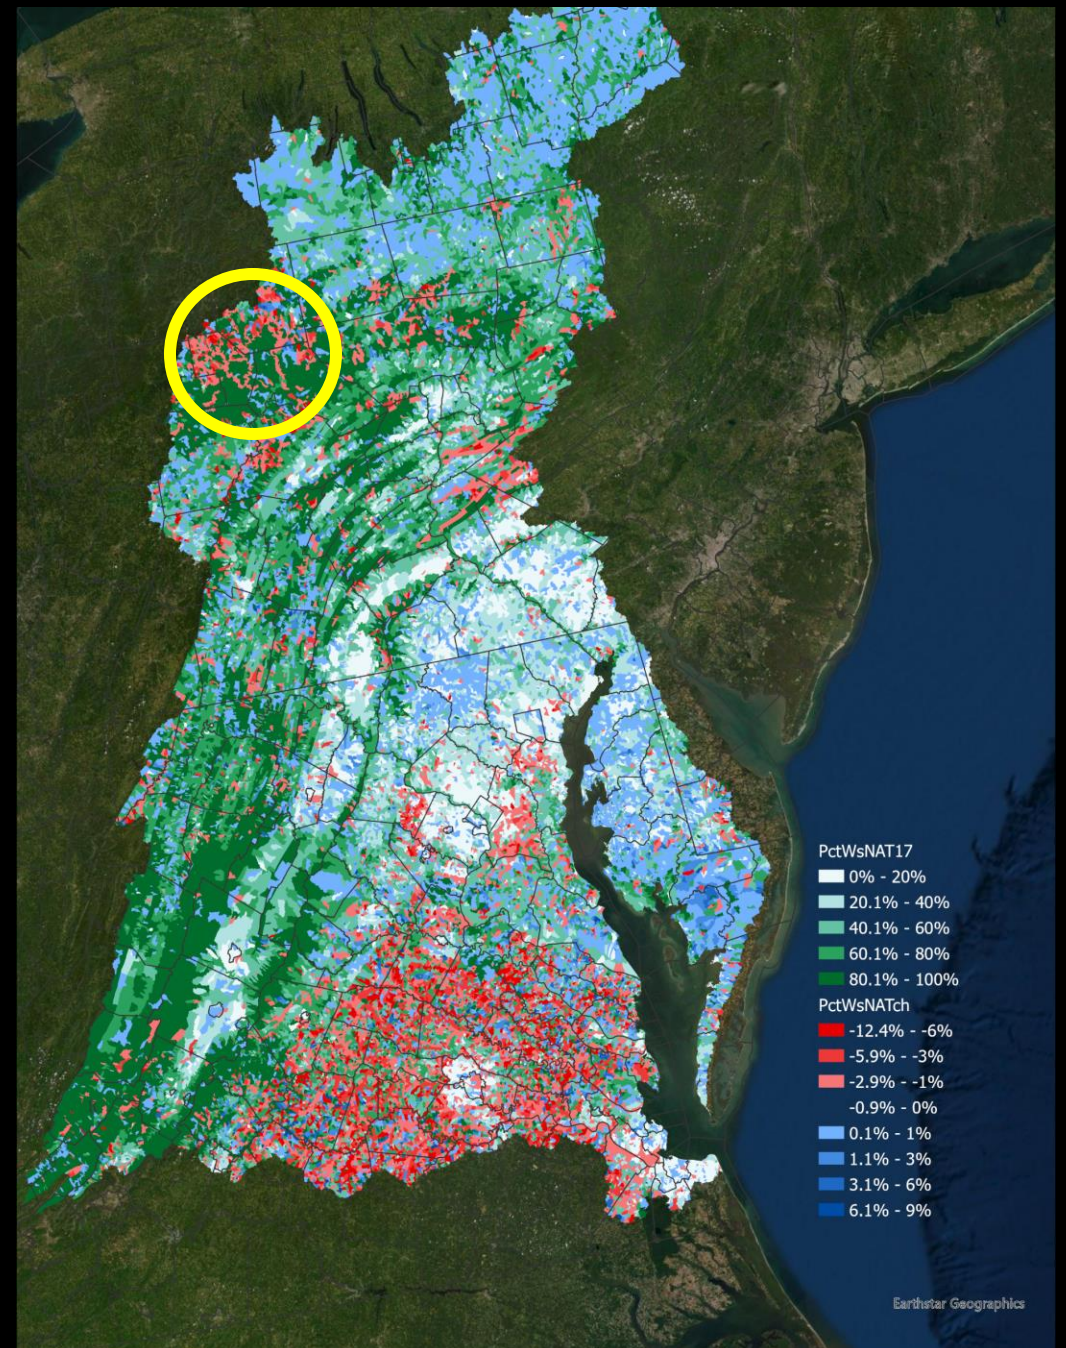 PctWsNAT17
0% - 20%
20.1% - 40%
40.1% - 60%
60.1% - 80%
80.1% - 100%
PctWsNATch
-12.4% - -6%
-5.9% - -3%
-2.9% - -1%
-0.9% - 0%
0.1% - 1%
1.1% - 3%
3.1% - 6%
6.1% - 9%
Earthstar Geographics